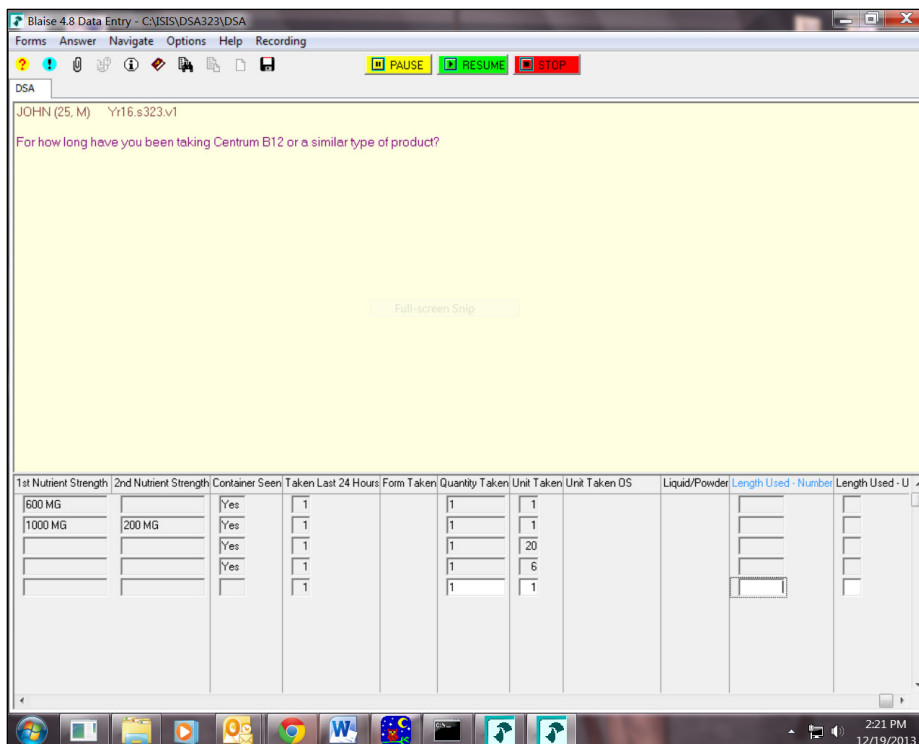 Blaise 4.8 Data Entry - C:\ISIS\DSA323\DSA
Forms Answer Navigate Options Help Recording
PAUSE RESUME STOP
DSA
JOHN (25, M) Yr16.s323.v1
For how long have you been taking Centrum B12 or a similar type of product?
Full-screen Snip
1st Nutrient Strength 2nd Nutrient Strength Container Seen Taken Last 24 Hours Form Taken Quantity Taken Unit Taken Unit Taken OS Liquid/Powder Length Used - Number Length Used - U
600 MG Yes 1 1 1
1000 MG 200 MG Yes 1 1 1
Yes 1 1 20
Yes 1 1 6
1 1 1
2:21 PM
12/19/2013